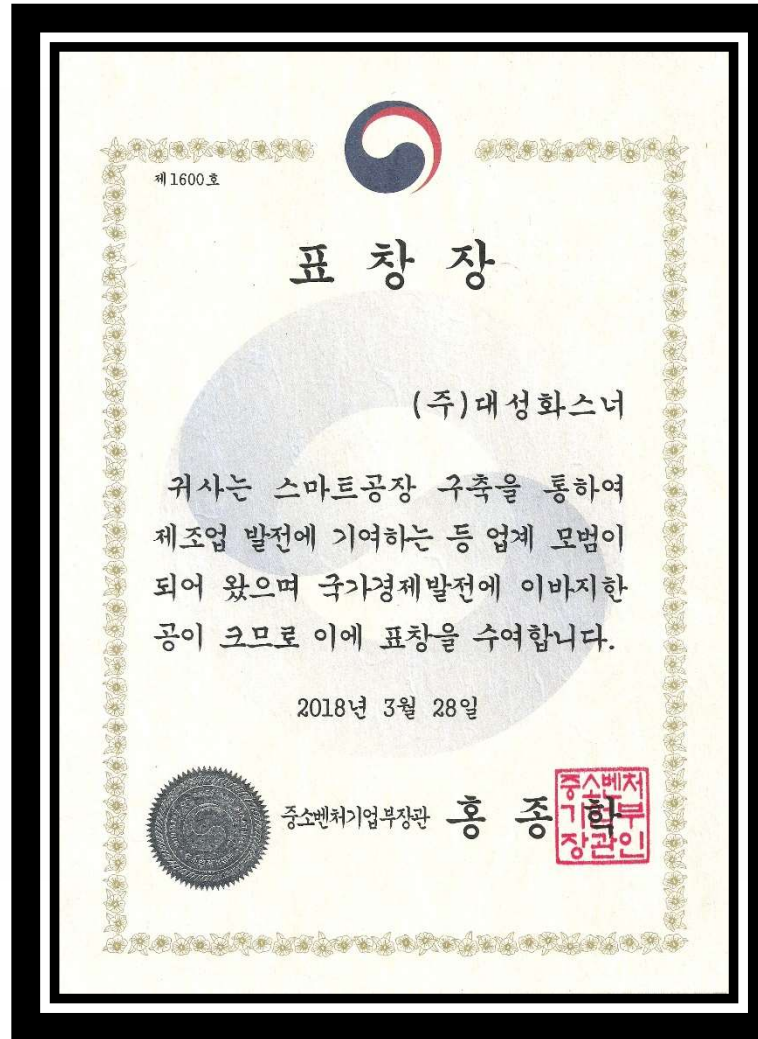 제1600호
표 창 장
(주)대성화스너
귀사는 스마트공장 구축을 통하여
제조업 발전에 기여하는 등 업계 모범이
되어 왔으며 국가경제발전에 이바지한
공이 크므로 이에 표창을 수여합니다.
2018년 3월 28일
중소벤처기업부장관 홍 종 학
중소벤처
기업부
장관인